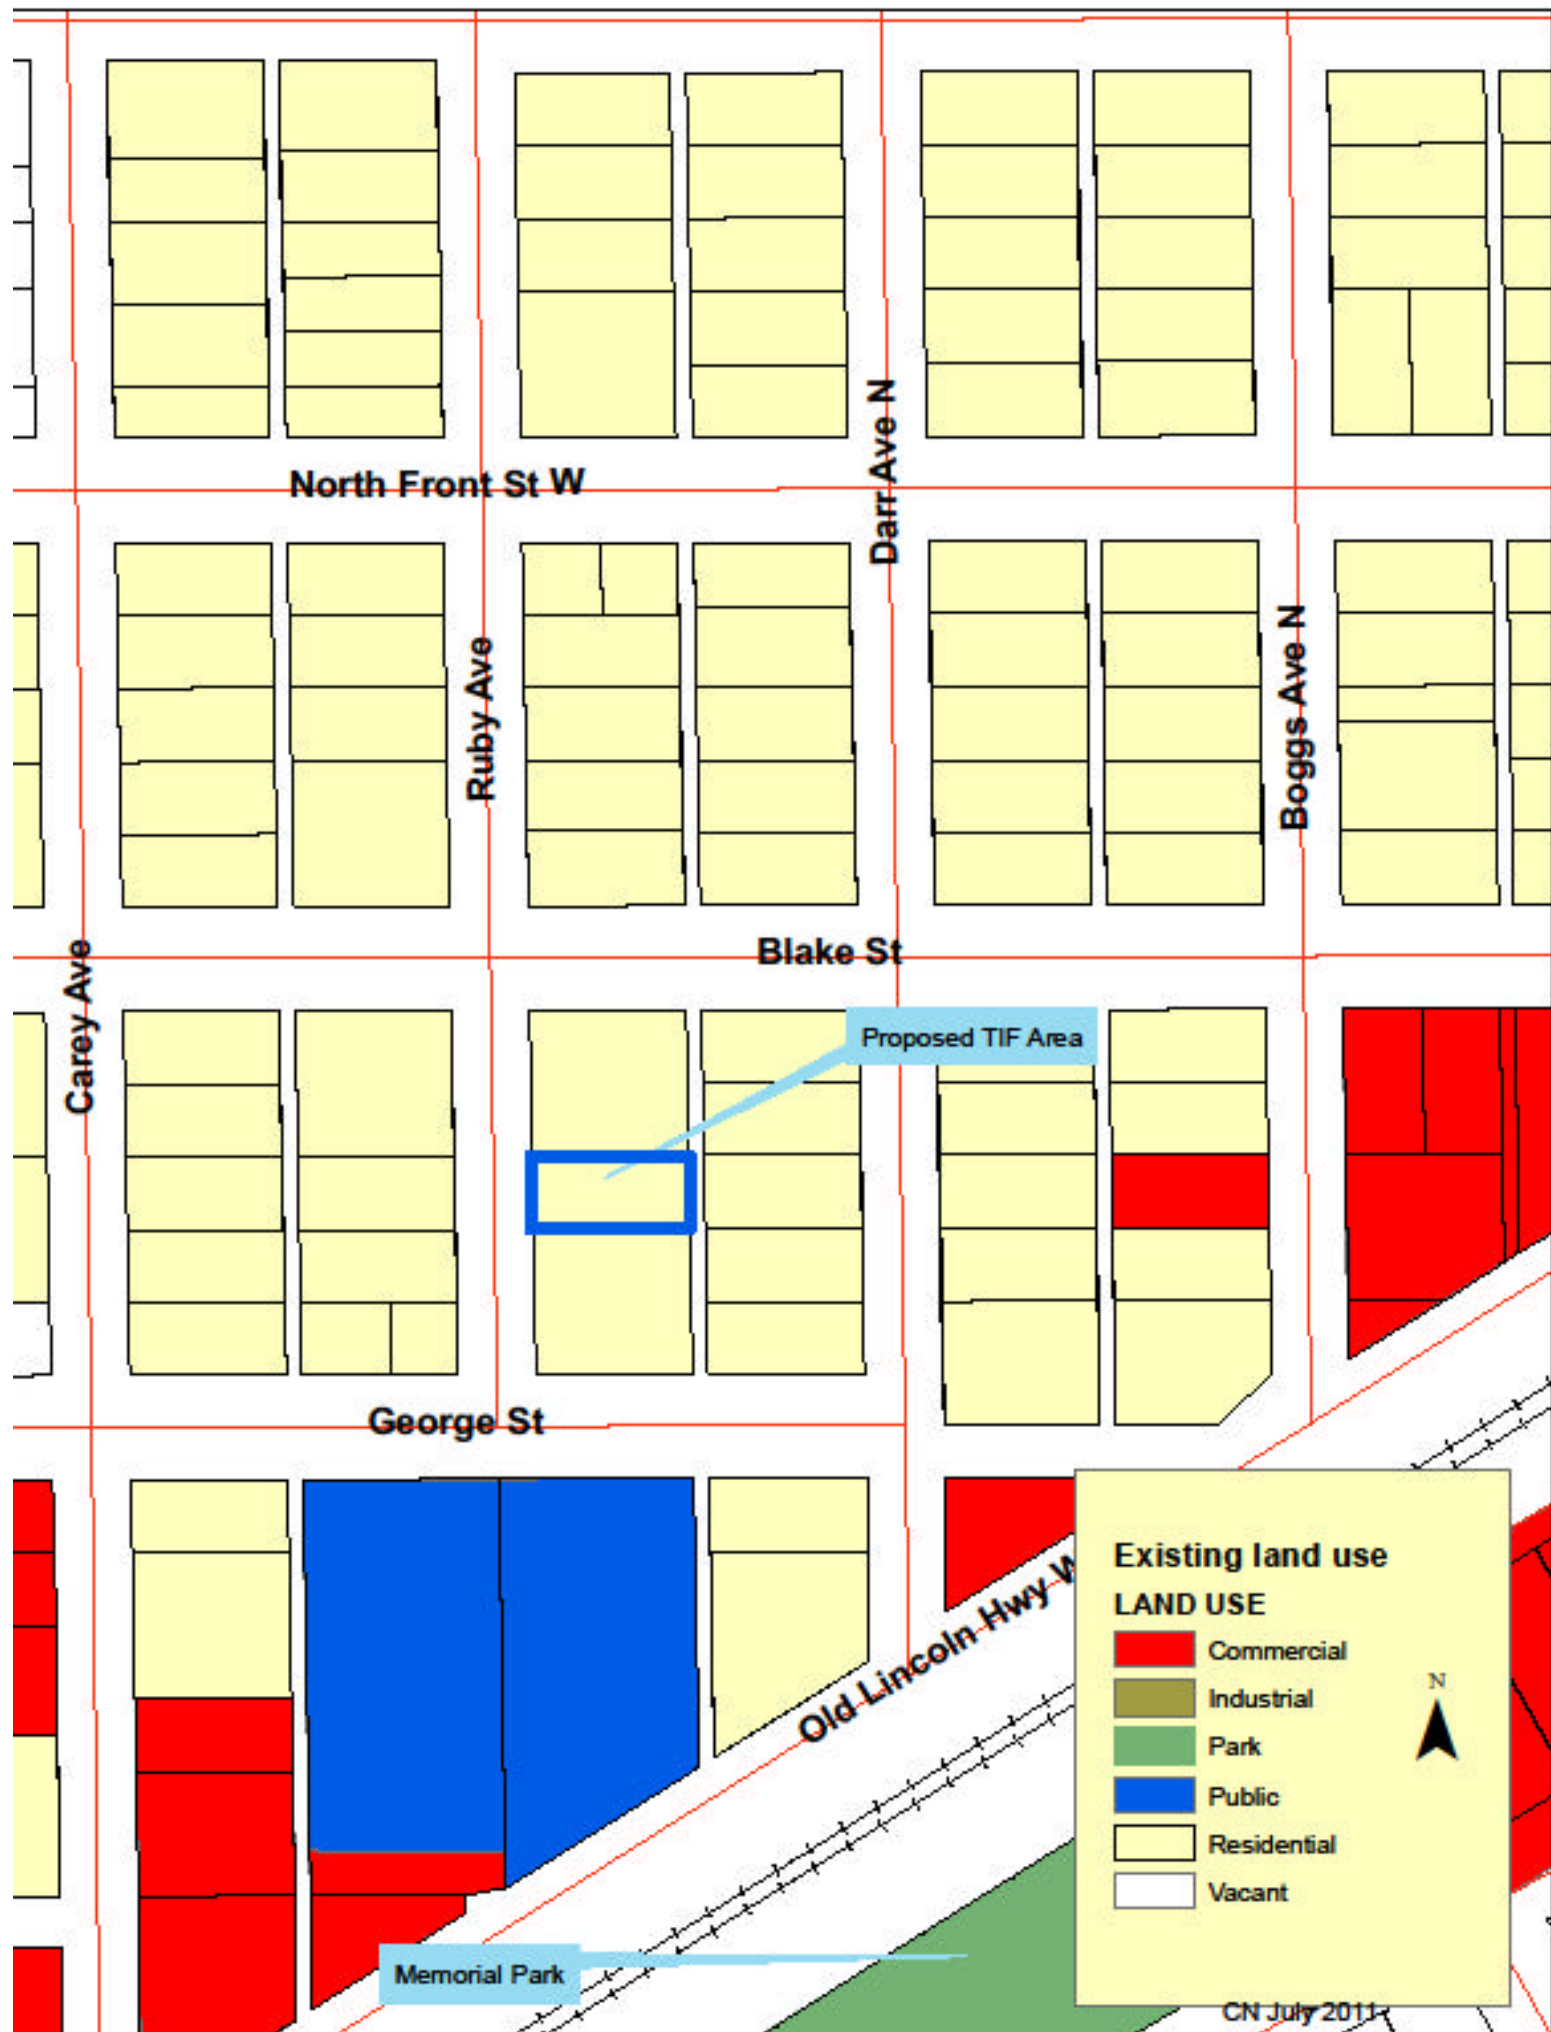 North Front St W
Darr Ave N
Ruby Ave
Boggs Ave N
Blake St
Carey Ave
Proposed TIF Area
George St
Old Lincoln Hwy W
Existing land use
LAND USE
Commercial
Industrial
Park
Public
Residential
Vacant
N
Memorial Park
CN July 2011